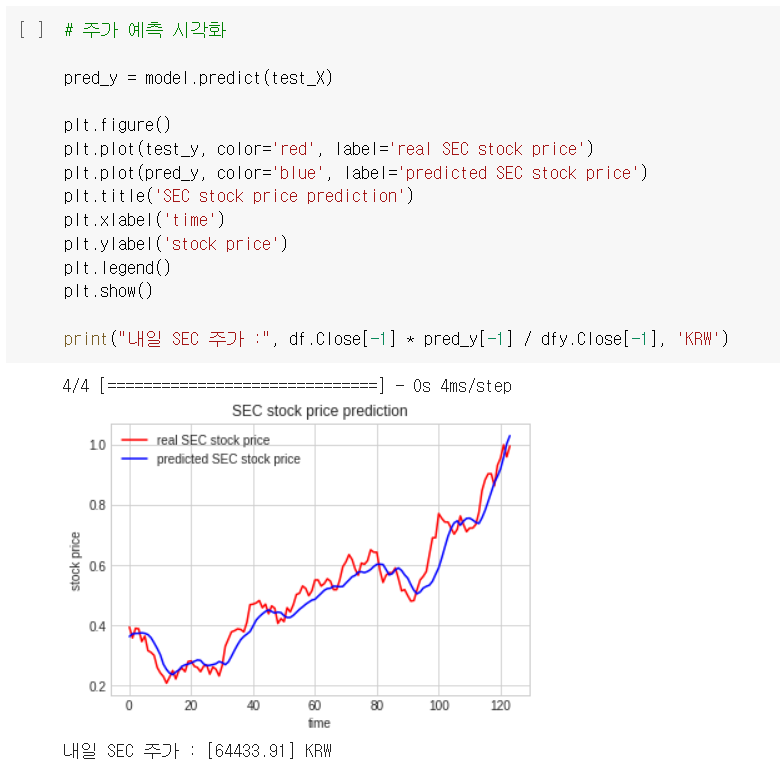 [ ] # 주가 예측 시각화
pred_y = model.predict(test_X)
plt.figure()
plt.plot(test_y, color='red', label='real SEC stock price')
plt.plot(pred_y, color='blue', label='predicted SEC stock price')
plt.title('SEC stock price prediction')
plt.xlabel('time')
plt.ylabel('stock price')
plt.legend()
plt.show()
print("내일 SEC 주가 :", df.Close[-1] * pred_y[-1] / dfy.Close[-1], 'KRW')
4/4 [==============================] - 0s 4ms/step
SEC stock price prediction
real SEC stock price
predicted SEC stock price
1.0
0.8
0.6
0.4
0.2
stock price
0 20 40 60 80 100 120
time
내일 SEC 주가 : [64433.91] KRW